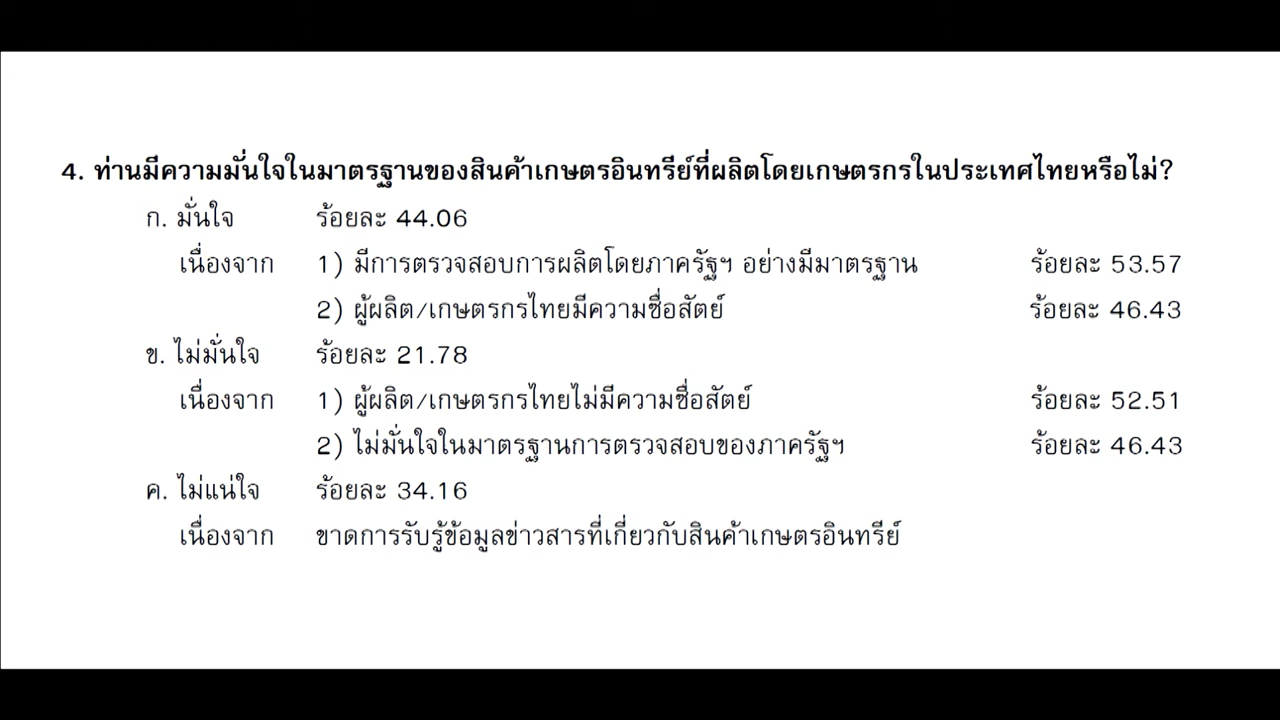 4. ท่านมีความมั่นใจในมาตรฐานของสินค้าเกษตรอินทรีย์ที่ผลิตโดยเกษตรกรในประเทศไทยหรือไม่?
ก. มั่นใจ ร้อยละ 44.06
เนื่องจาก 1) มีการตรวจสอบการผลิตโดยภาครัฐฯ อย่างมีมาตรฐาน ร้อยละ 53.57
2) ผู้ผลิต/เกษตรกรไทยมีความซื่อสัตย์ ร้อยละ 46.43
ข. ไม่มั่นใจ ร้อยละ 21.78
เนื่องจาก 1) ผู้ผลิต/เกษตรกรไทยไม่มีความซื่อสัตย์ ร้อยละ 52.51
2) ไม่มั่นใจในมาตรฐานการตรวจสอบของภาครัฐฯ ร้อยละ 46.43
ค. ไม่แน่ใจ ร้อยละ 34.16
เนื่องจาก ขาดการรับรู้ข้อมูลข่าวสารที่เกี่ยวกับสินค้าเกษตรอินทรีย์